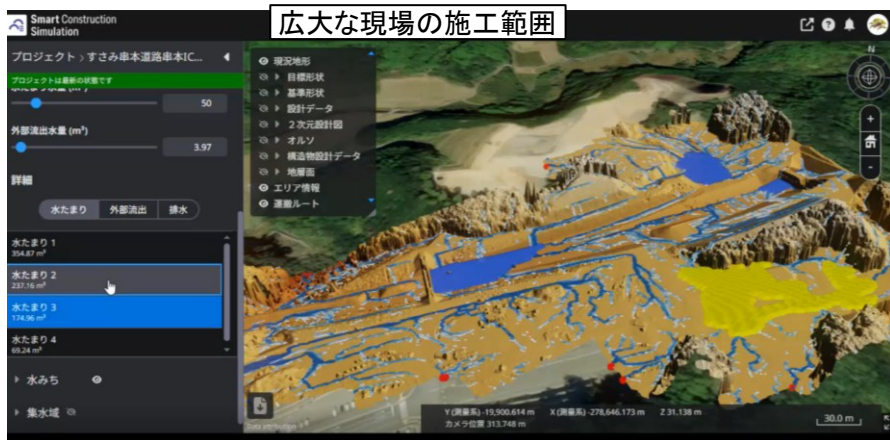 広大な現場の施工範囲
Smart Construction
Simulation
プロジェクト › すさみ串本道路串本IC...
プロジェクトは最新の状態です
50
外部流出水量 (m³)
3.97
詳細
水たまり
外部流出
排水
水たまり 1
354.87 m³
水たまり 2
237.16 m³
水たまり 3
174.96 m³
水たまり 4
69.24 m³
水みち
集水域
現況地形
目標形状
基準形状
設計データ
２次元設計図
オルソ
構造物設計データ
地層面
エリア情報
運搬ルート
N
+
-
Data attribution
Y (測量系) -19,900.614 m X (測量系) -278,646.173 m Z 31.138 m
カメラ位置 313.748 m
30.0 m